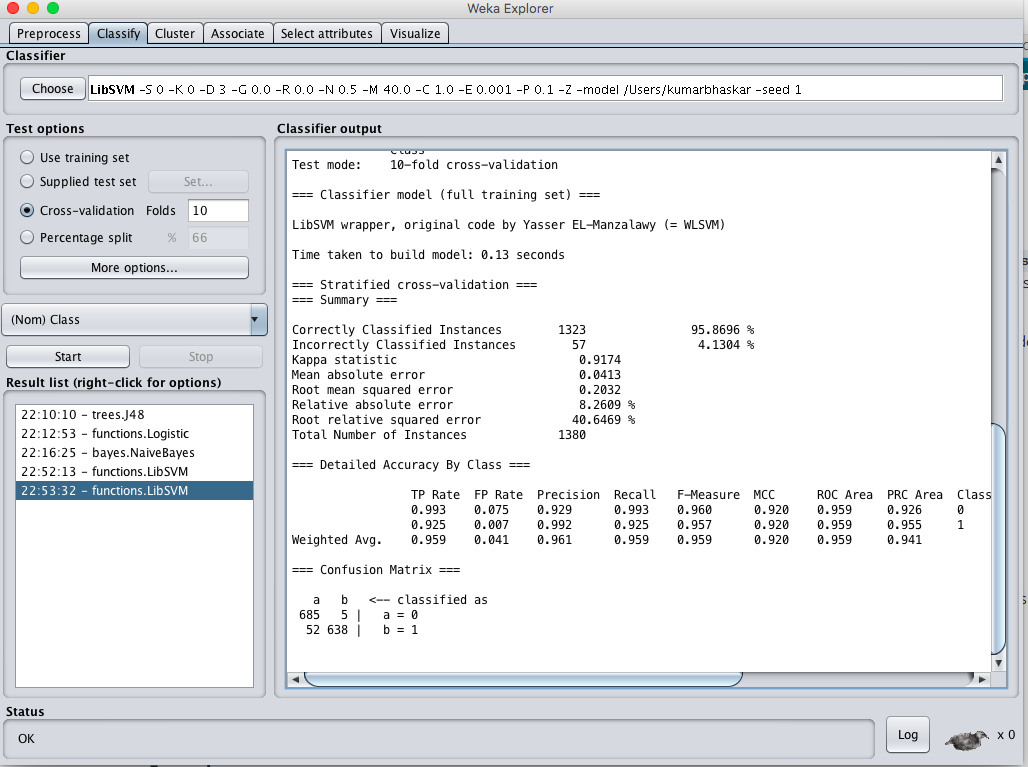 Weka Explorer
Preprocess Classify Cluster Associate Select attributes Visualize
Classifier
Choose LibSVM -S 0 -K 0 -D 3 -G 0.0 -R 0.0 -N 0.5 -M 40.0 -C 1.0 -E 0.001 -P 0.1 -Z -model /Users/kumarbhaskar -seed 1
Test options
Use training set
Supplied test set Set...
Cross-validation Folds 10
Percentage split % 66
More options...
(Nom) Class
Start Stop
Result list (right-click for options)
22:10:10 - trees.J48
22:12:53 - functions.Logistic
22:16:25 - bayes.NaiveBayes
22:52:13 - functions.LibSVM
22:53:32 - functions.LibSVM
Classifier output
Class
Test mode: 10-fold cross-validation
=== Classifier model (full training set) ===
LibSVM wrapper, original code by Yasser EL-Manzalawy (= WLSVM)
Time taken to build model: 0.13 seconds
=== Stratified cross-validation ===
=== Summary ===
Correctly Classified Instances 1323 95.8696 %
Incorrectly Classified Instances 57 4.1304 %
Kappa statistic 0.9174
Mean absolute error 0.0413
Root mean squared error 0.2032
Relative absolute error 8.2609 %
Root relative squared error 40.6469 %
Total Number of Instances 1380
=== Detailed Accuracy By Class ===
TP Rate FP Rate Precision Recall F-Measure MCC ROC Area PRC Area Class
0.993 0.075 0.929 0.993 0.960 0.920 0.959 0.926 0
0.925 0.007 0.992 0.925 0.957 0.920 0.959 0.955 1
Weighted Avg. 0.959 0.041 0.961 0.959 0.959 0.920 0.959 0.941
=== Confusion Matrix ===
a b <-- classified as
685 5 | a = 0
52 638 | b = 1
Status
OK
Log
x 0